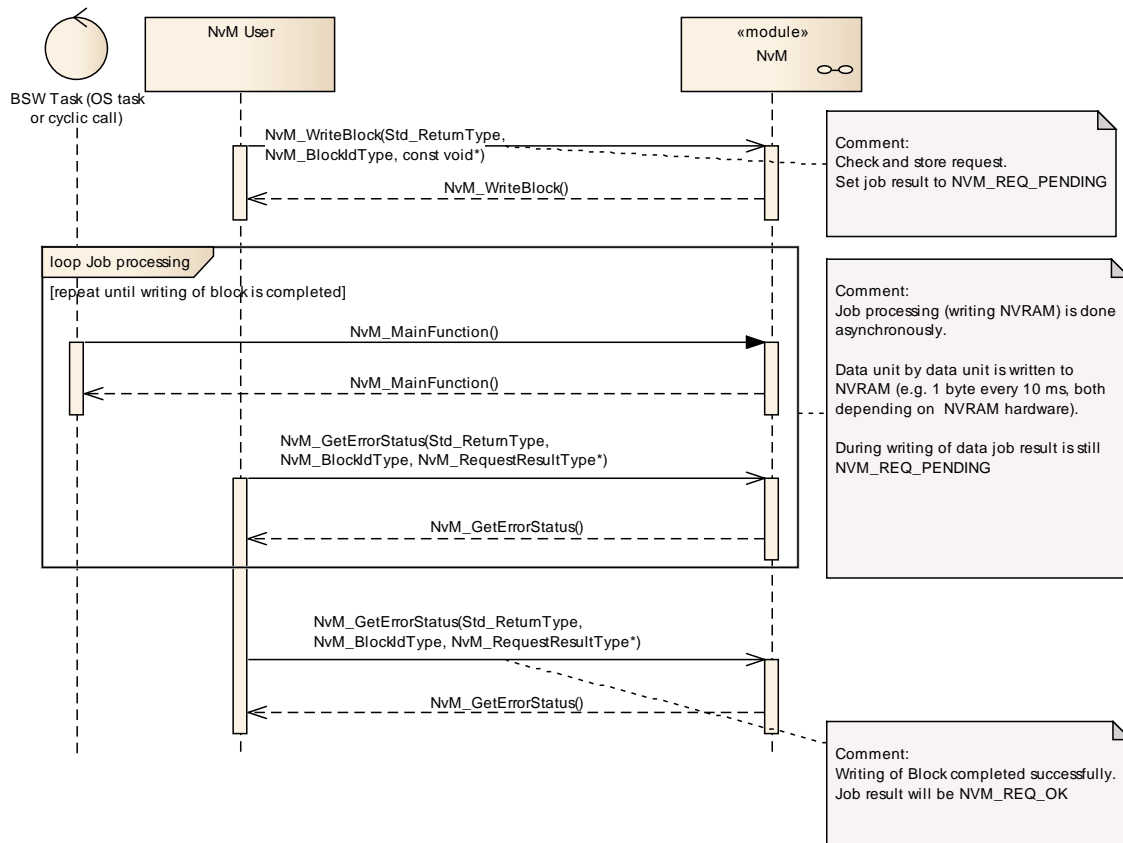 NvM User
«module»
NvM
BSW Task (OS task
or cyclic call)
NvM_WriteBlock(Std_ReturnType,
NvM_BlockIdType, const void*)
Comment:
Check and store request.
Set job result to NVM_REQ_PENDING
NvM_WriteBlock()
loop Job processing
[repeat until writing of block is completed]
Comment:
Job processing (writing NVRAM) is done
asynchronously.
Data unit by data unit is written to
NVRAM (e.g. 1 byte every 10 ms, both
depending on  NVRAM hardware).
During writing of data job result is still
NVM_REQ_PENDING
NvM_MainFunction()
NvM_MainFunction()
NvM_GetErrorStatus(Std_ReturnType,
NvM_BlockIdType, NvM_RequestResultType*)
NvM_GetErrorStatus()
NvM_GetErrorStatus(Std_ReturnType,
NvM_BlockIdType, NvM_RequestResultType*)
NvM_GetErrorStatus()
Comment:
Writing of Block completed successfully.
Job result will be NVM_REQ_OK